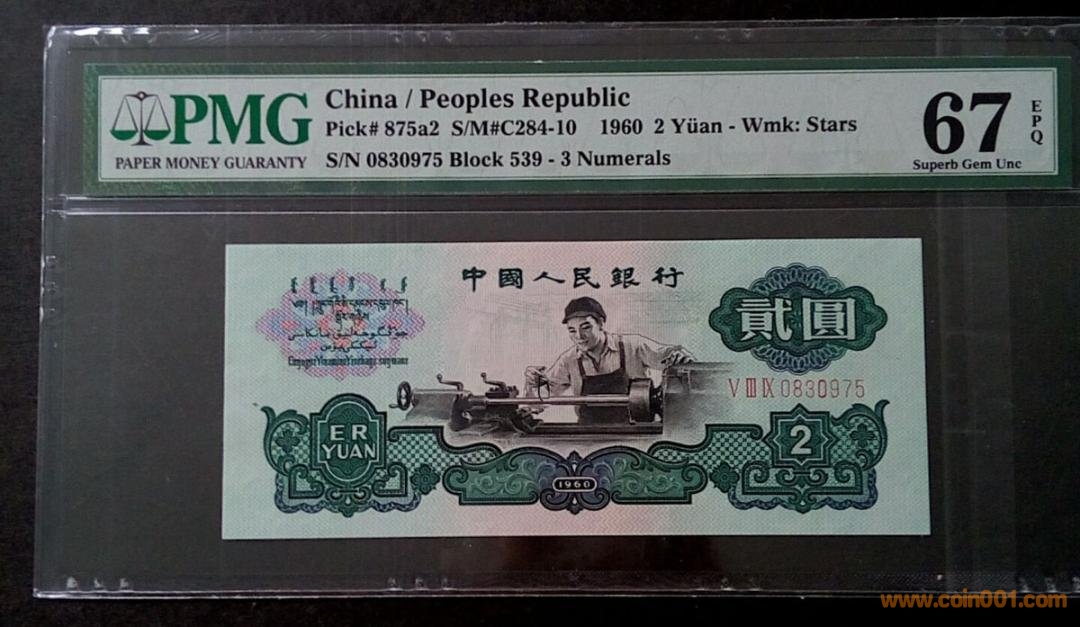 PMG
PAPER MONEY GUARANTY
China / Peoples Republic
Pick# 875a2 S/M#C284-10 1960 2 Yüan - Wmk: Stars
S/N 0830975 Block 539 - 3 Numerals
67
EPQ
Superb Gem Unc
中國人民銀行
貳圓
V III IX 0830975
ER
YUAN
2
1960
www.coin001.com